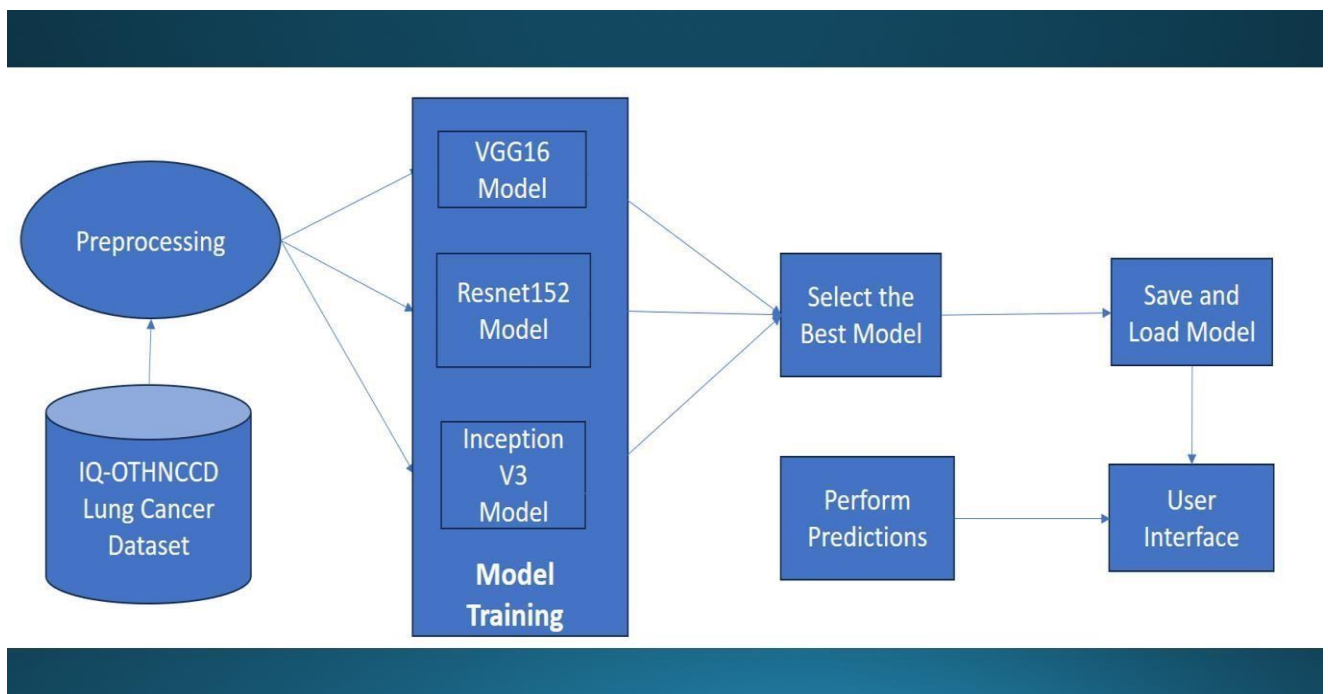 Preprocessing
IQ-OTHNCCD
Lung Cancer
Dataset
VGG16
Model
Resnet152
Model
Inception
V3
Model
Model
Training
Select the
Best Model
Save and
Load Model
Perform
Predictions
User
Interface